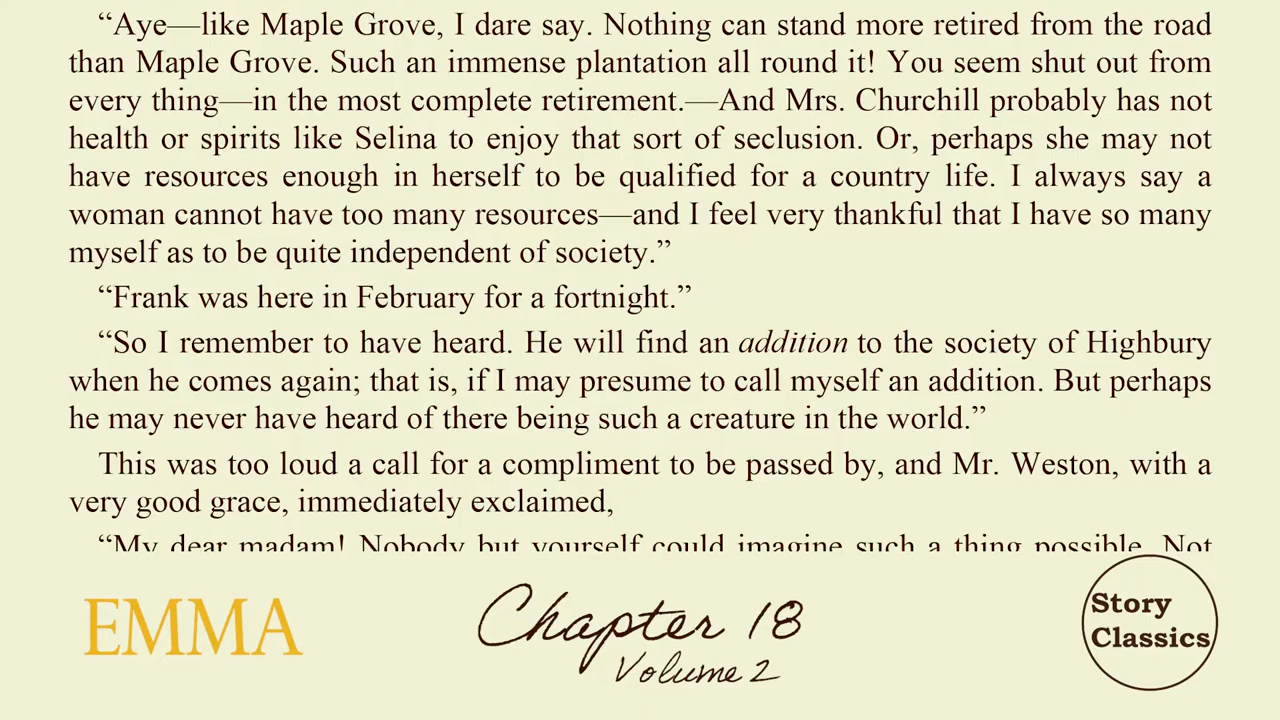 “Aye—like Maple Grove, I dare say. Nothing can stand more retired from the road
than Maple Grove. Such an immense plantation all round it! You seem shut out from
every thing—in the most complete retirement.—And Mrs. Churchill probably has not
health or spirits like Selina to enjoy that sort of seclusion. Or, perhaps she may not
have resources enough in herself to be qualified for a country life. I always say a
woman cannot have too many resources—and I feel very thankful that I have so many
myself as to be quite independent of society.”
“Frank was here in February for a fortnight.”
“So I remember to have heard. He will find an addition to the society of Highbury
when he comes again; that is, if I may presume to call myself an addition. But perhaps
he may never have heard of there being such a creature in the world.”
This was too loud a call for a compliment to be passed by, and Mr. Weston, with a
very good grace, immediately exclaimed,
“My dear madam! Nobody but yourself could imagine such a thing possible. Not
EMMA
Chapter 18
Volume 2
Story
Classics